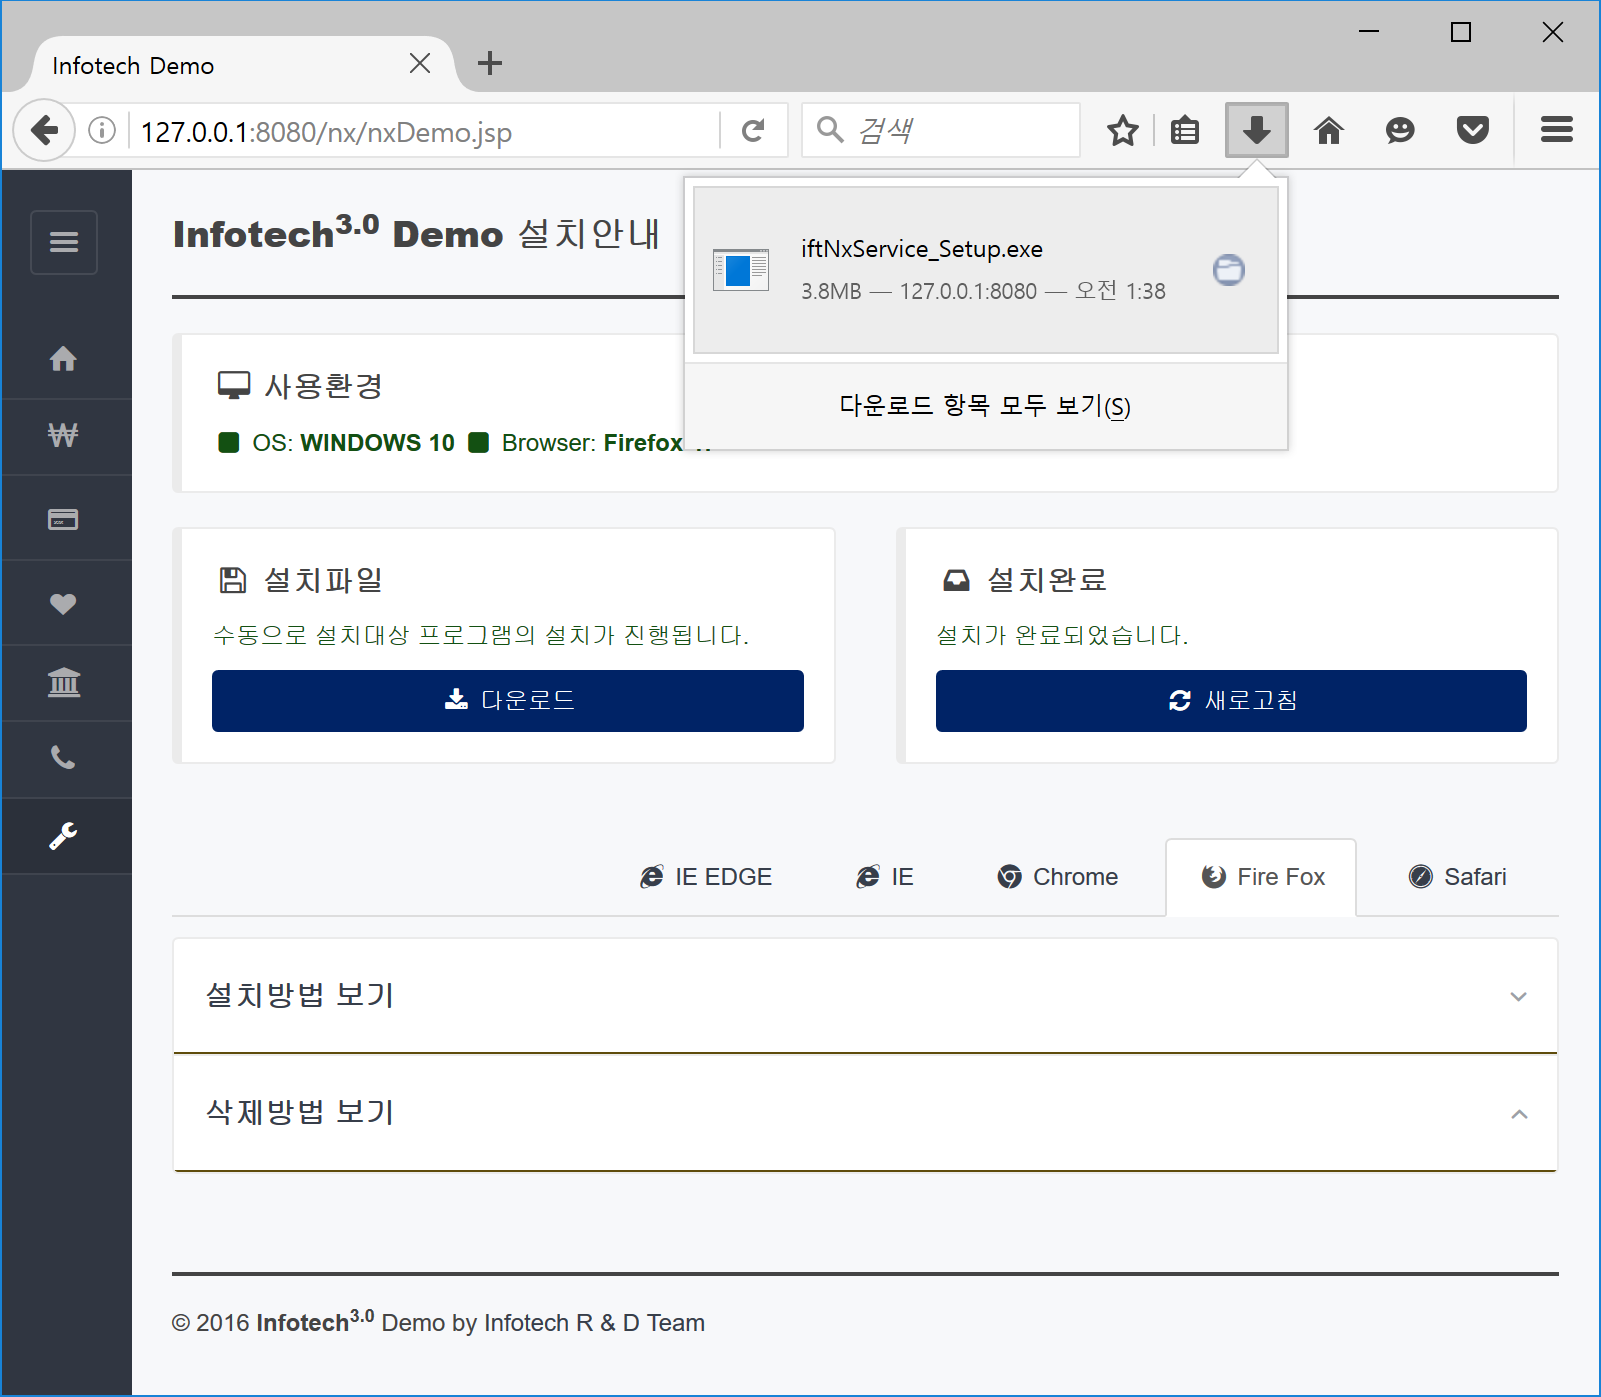 Infotech Demo
127.0.0.1:8080/nx/nxDemo.jsp
검색
iftNxService_Setup.exe
3.8MB — 127.0.0.1:8080 — 오전 1:38
다운로드 항목 모두 보기(S)
Infotech3.0 Demo 설치안내
사용환경
OS: WINDOWS 10 Browser: Firefox
설치파일
수동으로 설치대상 프로그램의 설치가 진행됩니다.
다운로드
설치완료
설치가 완료되었습니다.
새로고침
IE EDGE IE Chrome Fire Fox Safari
설치방법 보기
삭제방법 보기
© 2016 Infotech3.0 Demo by Infotech R & D Team